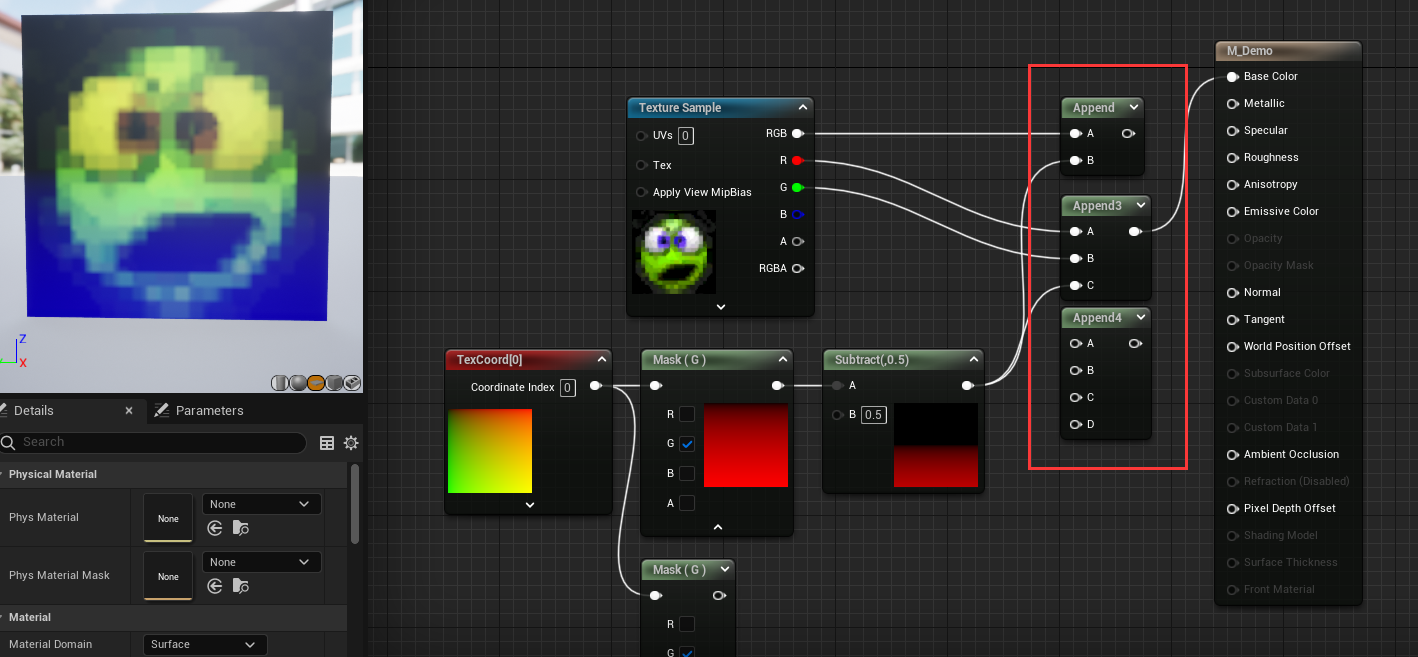 Z
X
Details
Parameters
Search
Physical Material
Phys Material
None
None
Phys Material Mask
None
None
Material
Material Domain
Surface
Texture Sample
UVs 0
Tex
Apply View MipBias
RGB
R
G
B
A
RGBA
TexCoord[0]
Coordinate Index 0
Mask ( G )
R
G
B
A
Subtract(,0.5)
A
B 0.5
Mask ( G )
R
G
Append
A
B
Append3
A
B
C
Append4
A
B
C
D
M_Demo
Base Color
Metallic
Specular
Roughness
Anisotropy
Emissive Color
Opacity
Opacity Mask
Normal
Tangent
World Position Offset
Subsurface Color
Custom Data 0
Custom Data 1
Ambient Occlusion
Refraction (Disabled)
Pixel Depth Offset
Shading Model
Surface Thickness
Front Material